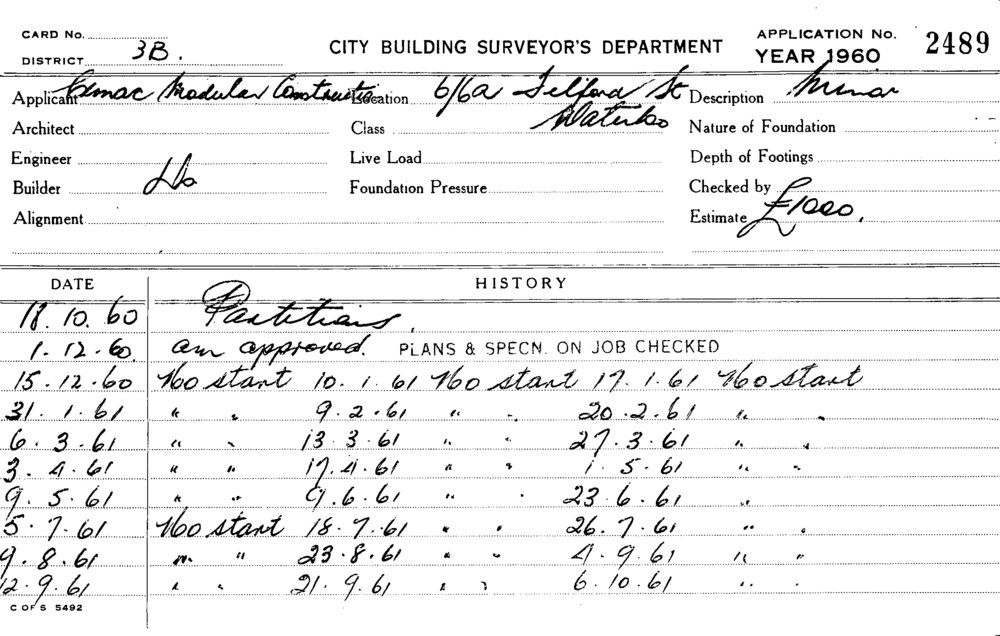 CARD No.
DISTRICT 3B.
CITY BUILDING SURVEYOR'S DEPARTMENT
APPLICATION No. 2489
YEAR 1960
Applicant Cemac Modular Constructn Location 6/6a Telford St Description Minor
Architect Class Waterloo Nature of Foundation
Engineer Live Load Depth of Footings
Builder Do Foundation Pressure Checked by
Alignment Estimate £1000.
DATE HISTORY
18.10.60 Partitions.
1.12.60 am approved. PLANS & SPECN. ON JOB CHECKED
15.12.60 No start 10.1.61 No start 17.1.61 No start
31.1.61 " " 9.2.61 " " 20.2.61 " "
6.3.61 " " 13.3.61 " " 27.3.61 " "
3.4.61 " " 17.4.61 " " 1.5.61 " "
9.5.61 " " 9.6.61 " " 23.6.61 "
5.7.61 No start 18.7.61 " " 26.7.61 " "
9.8.61 " " 23.8.61 " " 4.9.61 " "
12.9.61 " " 21.9.61 " " 6.10.61 " "
C OF S 5492